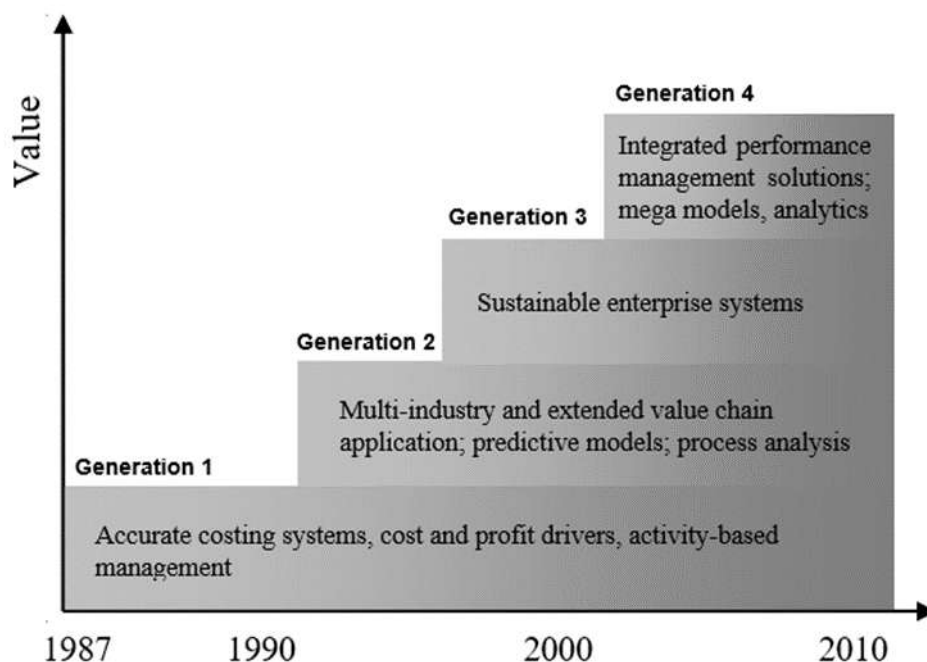 Value
Generation 4
Integrated performance
management solutions;
mega models, analytics
Generation 3
Sustainable enterprise systems
Generation 2
Multi-industry and extended value chain
application; predictive models; process analysis
Generation 1
Accurate costing systems, cost and profit drivers, activity-based
management
1987 1990 2000 2010